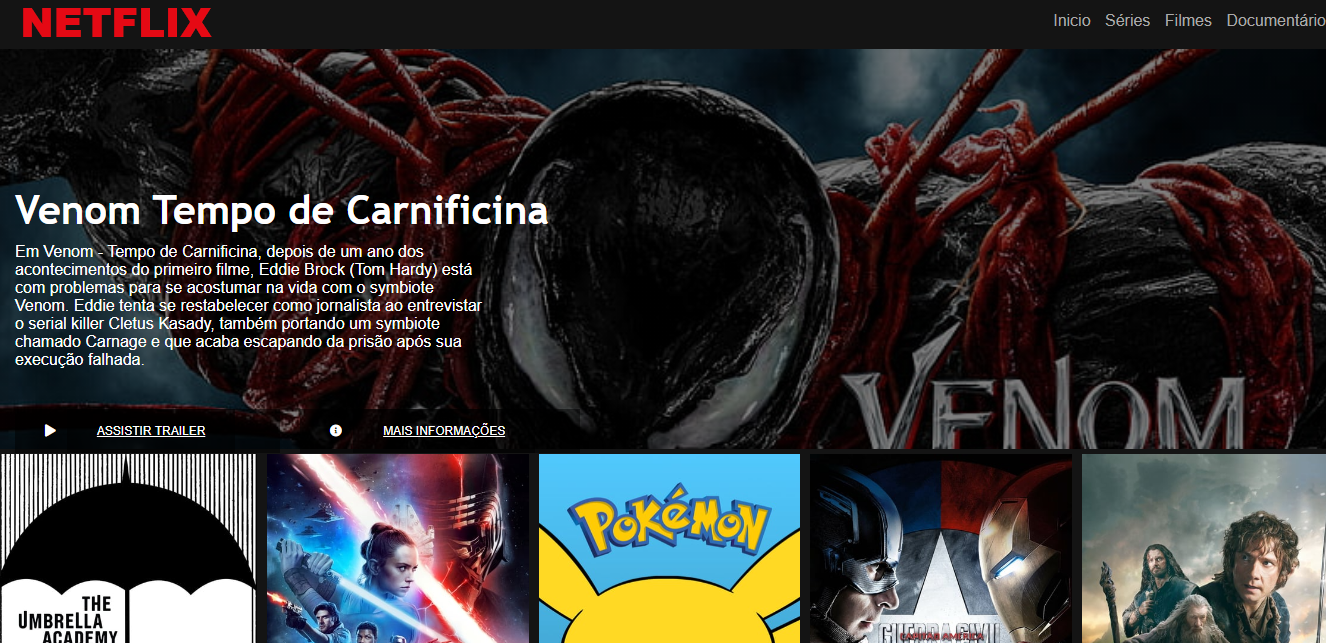 NETFLIX
Inicio Séries Filmes Documentário
Venom Tempo de Carnificina
Em Venom - Tempo de Carnificina, depois de um ano dos
acontecimentos do primeiro filme, Eddie Brock (Tom Hardy) está
com problemas para se acostumar na vida com o symbiote
Venom. Eddie tenta se restabelecer como jornalista ao entrevistar
o serial killer Cletus Kasady, também portando um symbiote
chamado Carnage e que acaba escapando da prisão após sua
execução falhada.
VENOM
ASSISTIR TRAILER
MAIS INFORMAÇÕES
THE
UMBRELLA
ACADEMY
POKÉMON
CAPITÃO AMÉRICA
GUERRA CIVIL